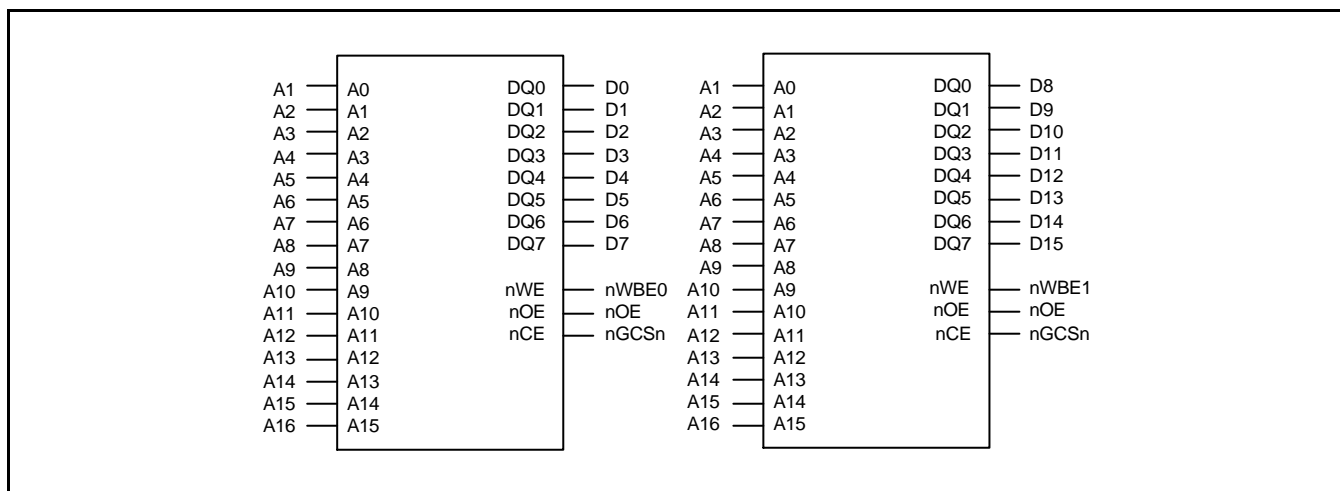 A1 A0 DQ0 D0
A2 A1 DQ1 D1
A3 A2 DQ2 D2
A4 A3 DQ3 D3
A5 A4 DQ4 D4
A6 A5 DQ5 D5
A7 A6 DQ6 D6
A8 A7 DQ7 D7
A9 A8
A10 A9 nWE nWBE0
A11 A10 nOE nOE
A12 A11 nCE nGCSn
A13 A12
A14 A13
A15 A14
A16 A15
A1 A0 DQ0 D8
A2 A1 DQ1 D9
A3 A2 DQ2 D10
A4 A3 DQ3 D11
A5 A4 DQ4 D12
A6 A5 DQ5 D13
A7 A6 DQ6 D14
A8 A7 DQ7 D15
A9 A8
A10 A9 nWE nWBE1
A11 A10 nOE nOE
A12 A11 nCE nGCSn
A13 A12
A14 A13
A15 A14
A16 A15